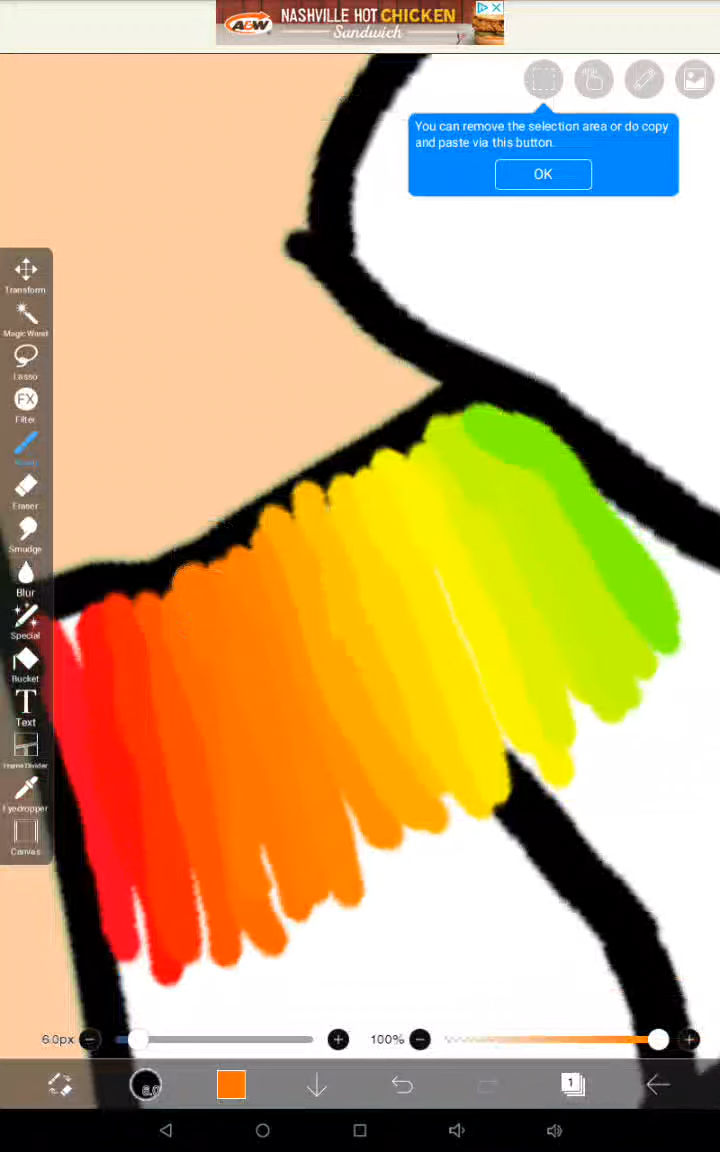 A&W
NASHVILLE HOT CHICKEN
Sandwich
You can remove the selection area or do copy
and paste via this button.
OK
Transform
Magic Wand
Lasso
FX
Filter
Eraser
Smudge
Blur
Special
Bucket
T
Text
Frame Divider
Eyedropper
Canvas
6.0px
100%
6.0
1